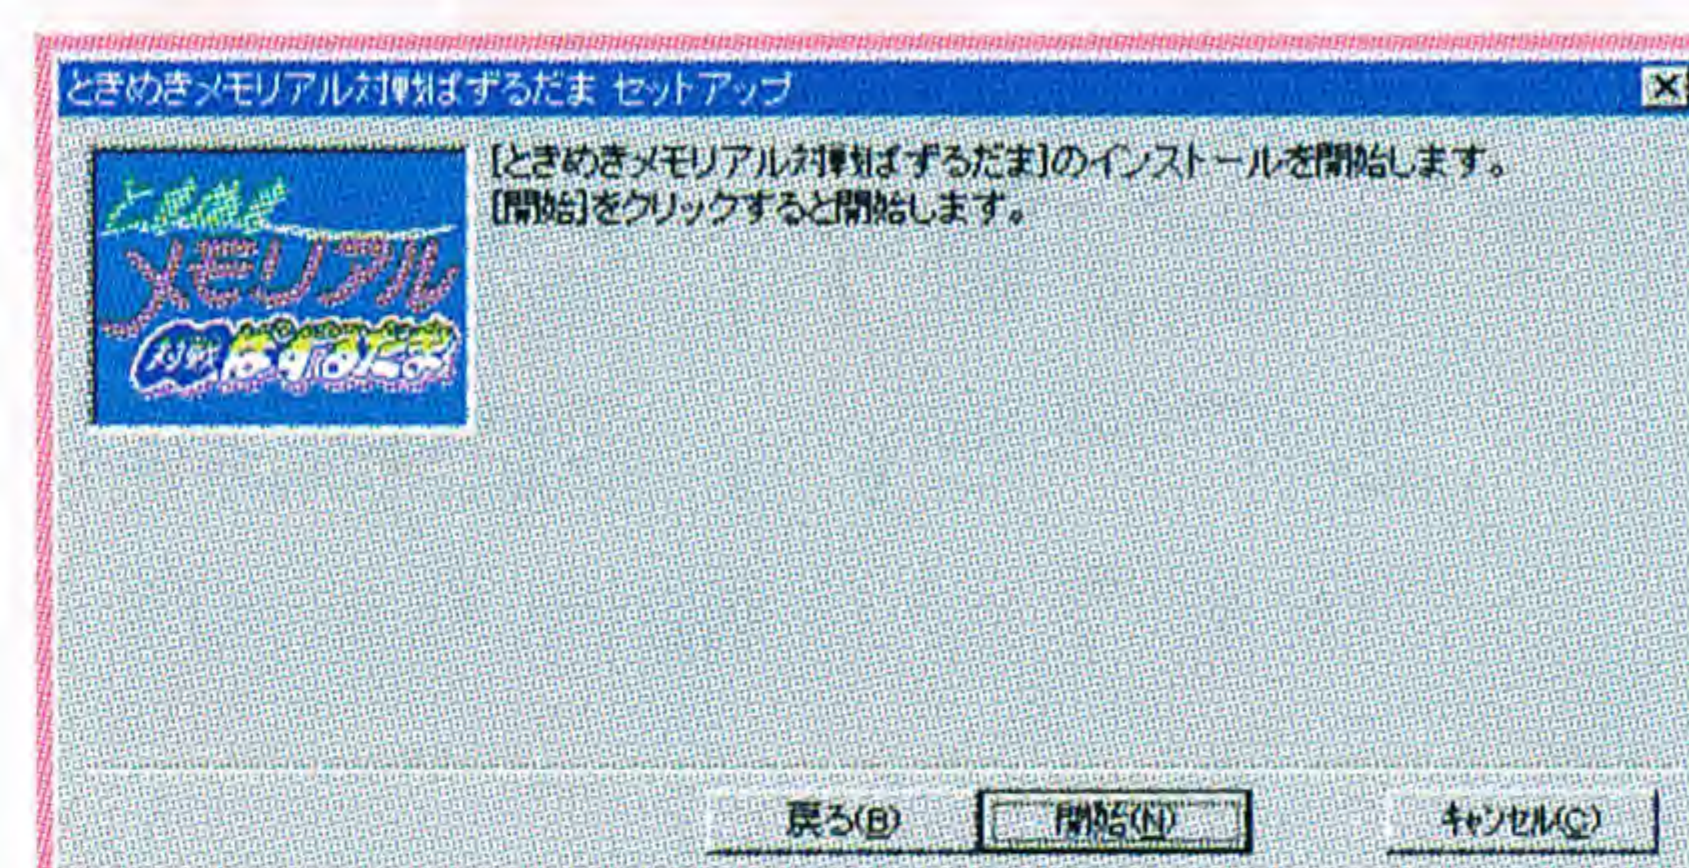 ときめきメモリアル対戦ぱずるだま セットアップ
[ときめきメモリアル対戦ぱずるだま]のインストールを開始します。
[開始]をクリックすると開始します。
ときめき
メモリアル
対戦ぱずるだま
戻る(B)
開始(N)
キャンセル(C)